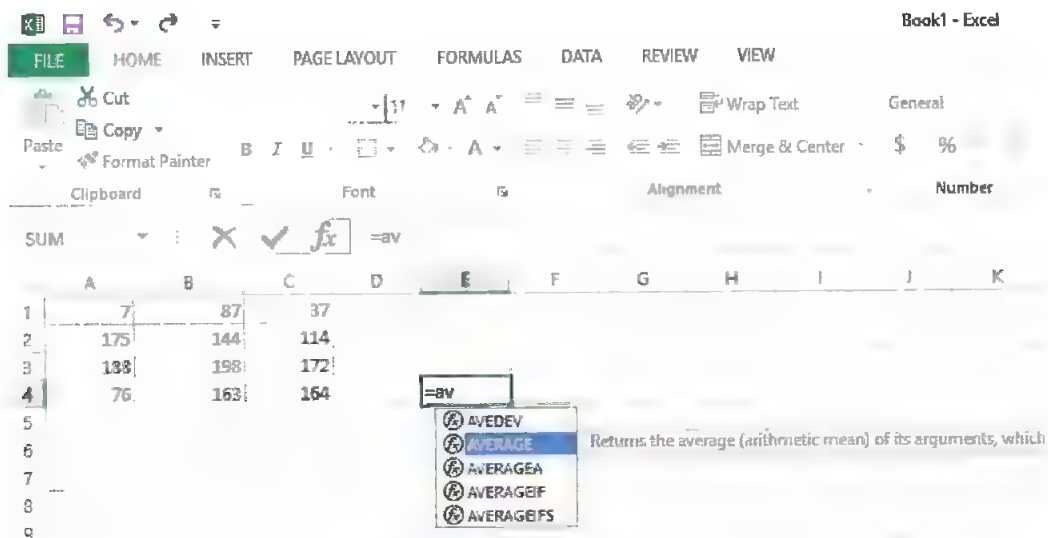 Book1 - Excel
FILE HOME INSERT PAGE LAYOUT FORMULAS DATA REVIEW VIEW
Cut
11 A A Wrap Text General
Copy
Paste B I U A Merge & Center $ %
Format Painter
Clipboard Font Alignment Number
SUM fx =av
A B C D E F G H I J K
1 7 87 37
2 175 144 114
3 188 198 172
4 76 163 164 =av
5 AVEDEV
6 AVERAGE Returns the average (arithmetic mean) of its arguments, which
7 AVERAGEA
AVERAGEIF
8 AVERAGEIFS
9